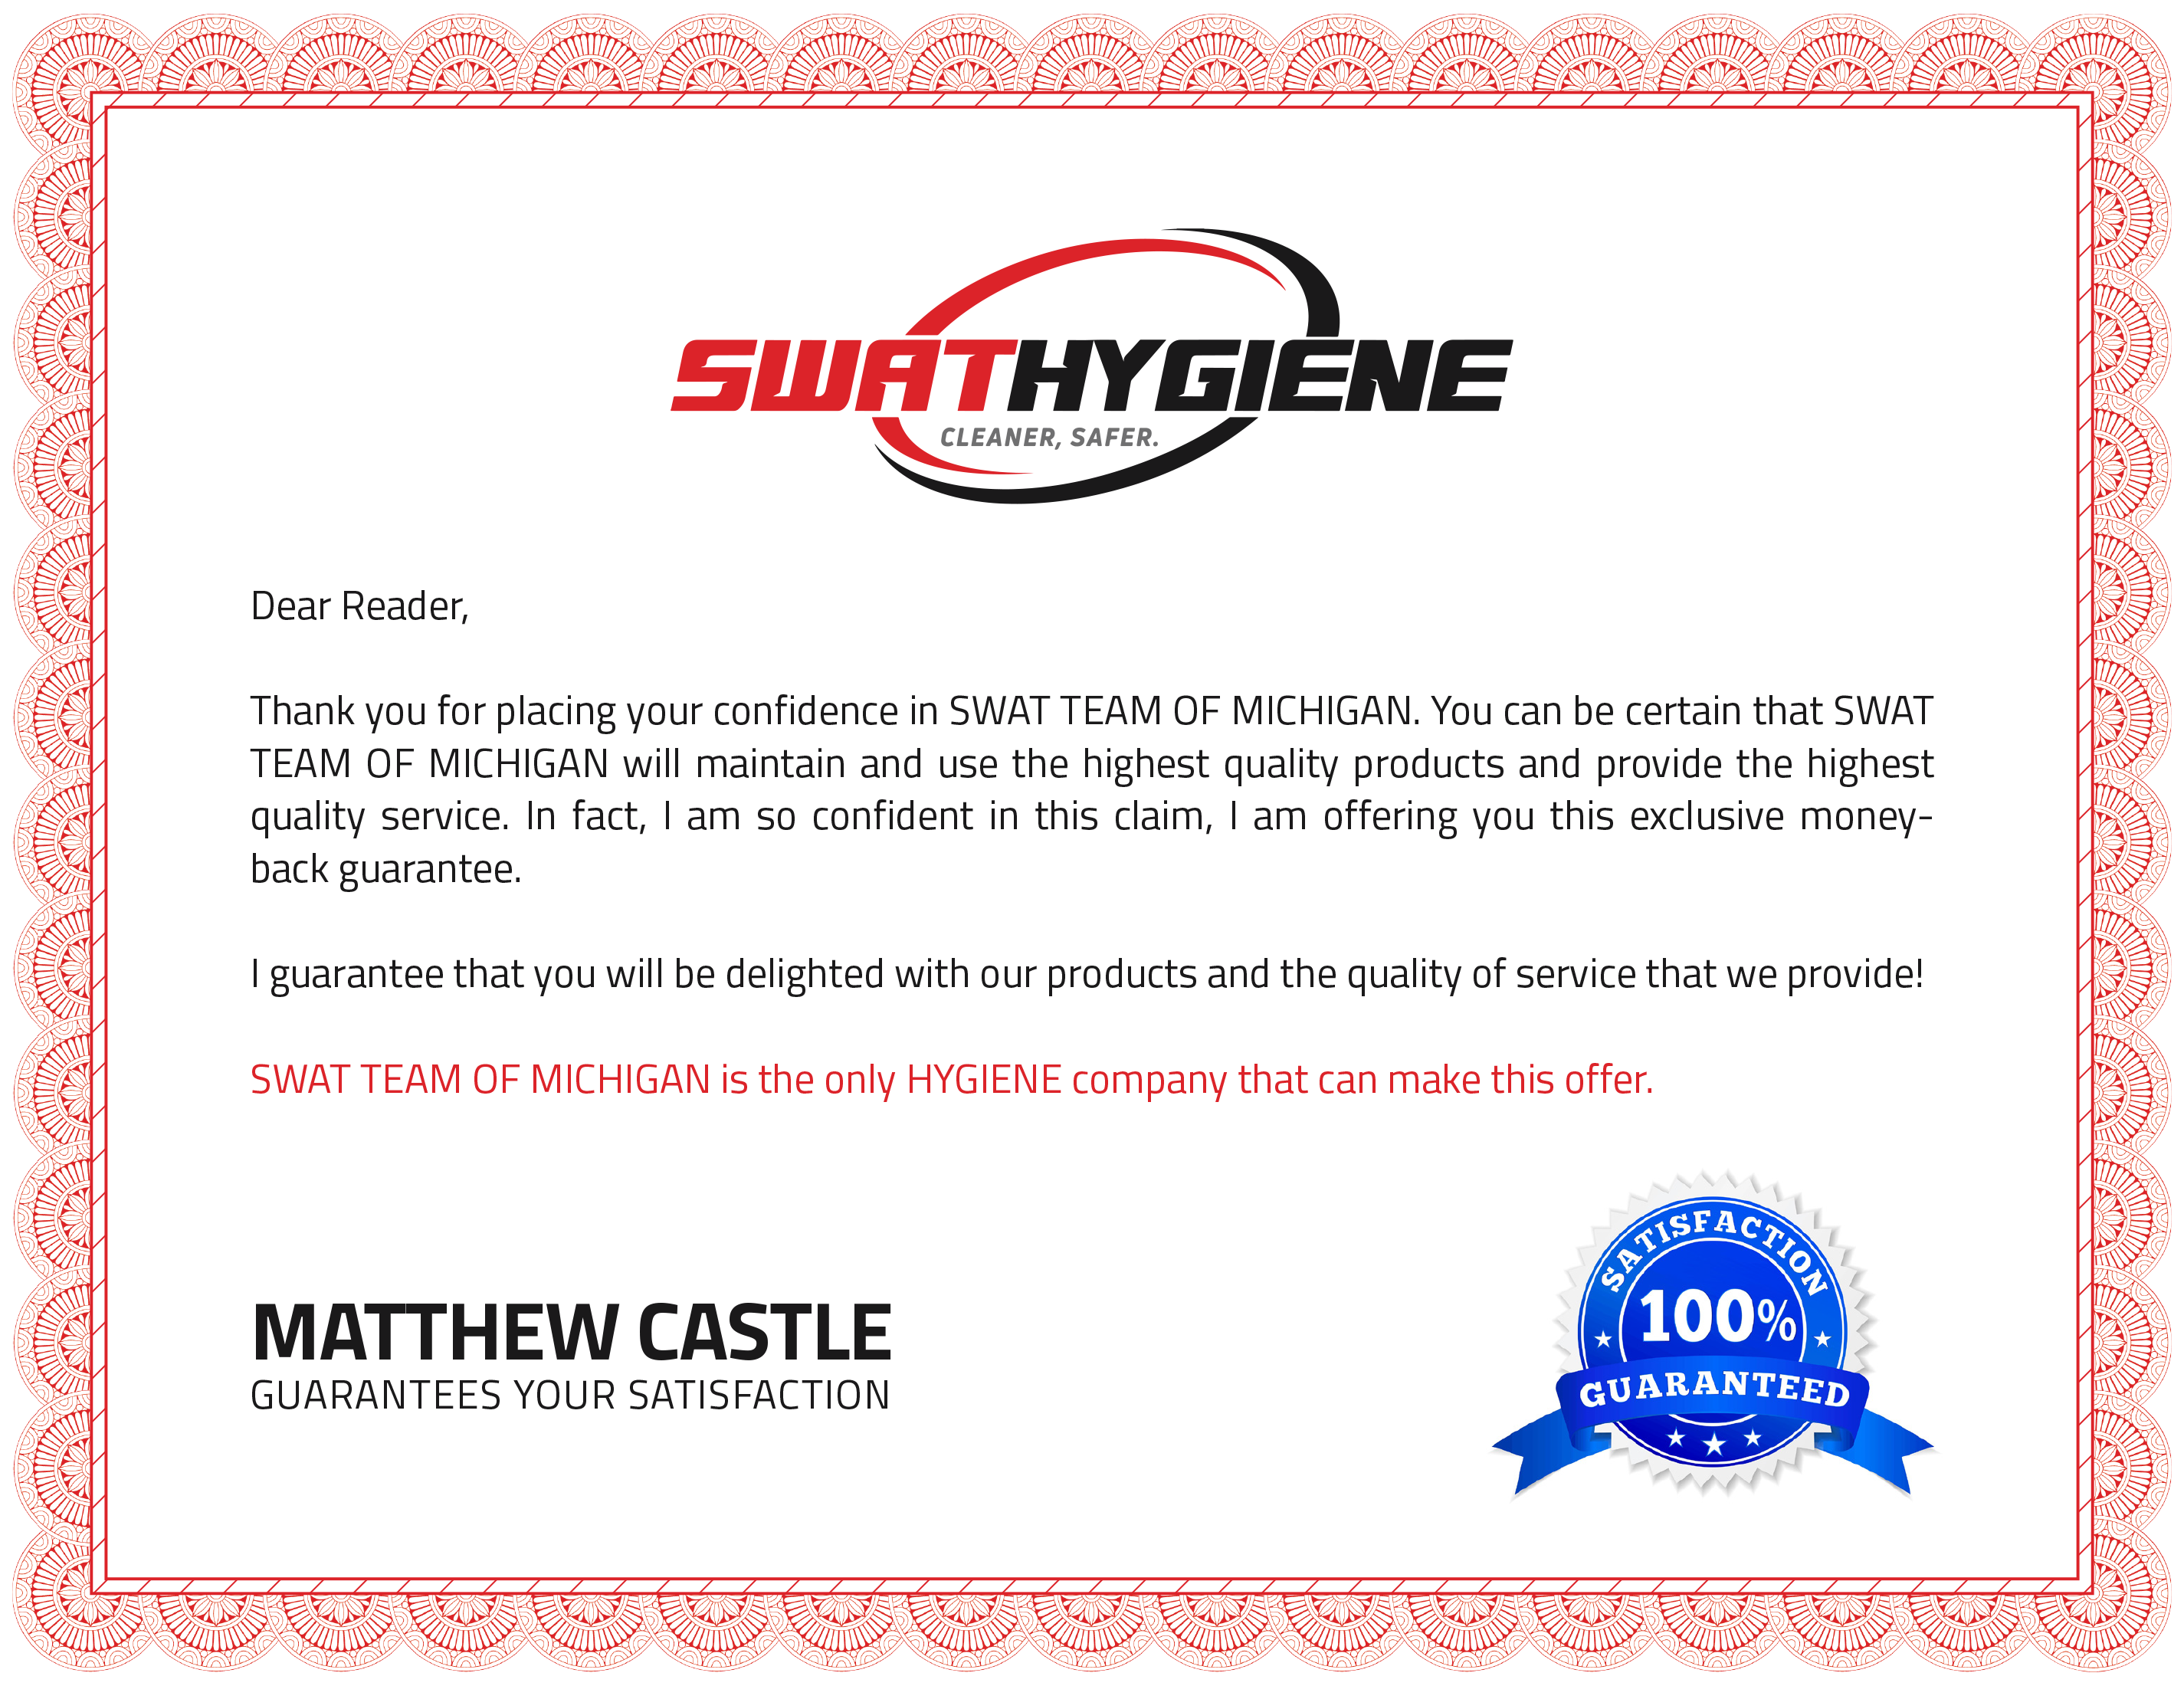 SWATHYGIENE
CLEANER, SAFER.
Dear Reader,
Thank you for placing your confidence in SWAT TEAM OF MICHIGAN. You can be certain that SWAT
TEAM OF MICHIGAN will maintain and use the highest quality products and provide the highest
quality service. In fact, I am so confident in this claim, I am offering you this exclusive money-
back guarantee.
I guarantee that you will be delighted with our products and the quality of service that we provide!
SWAT TEAM OF MICHIGAN is the only HYGIENE company that can make this offer.
MATTHEW CASTLE
GUARANTEES YOUR SATISFACTION
SATISFACTION
100%
GUARANTEED